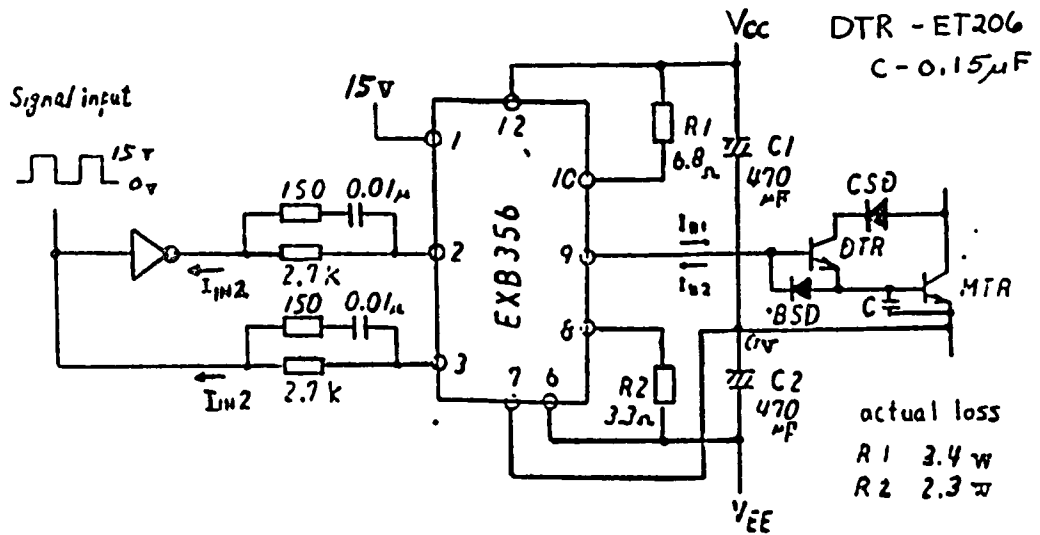 Vcc
DTR - ET206
C - 0.15μF
Signal input
15V
0V
15V
1
12
R1
6.8Ω
C1
470
μF
10
150 0.01μ
2
2.7K
IIN2
150 0.01μ
3
2.7K
IIN2
EXB356
9
IB1
IB2
CSD
DTR
BSD
C
MTR
8
0V
7 6
R2
3.3Ω
C2
470
μF
VEE
actual loss
R1 3.4 W
R2 2.3 W